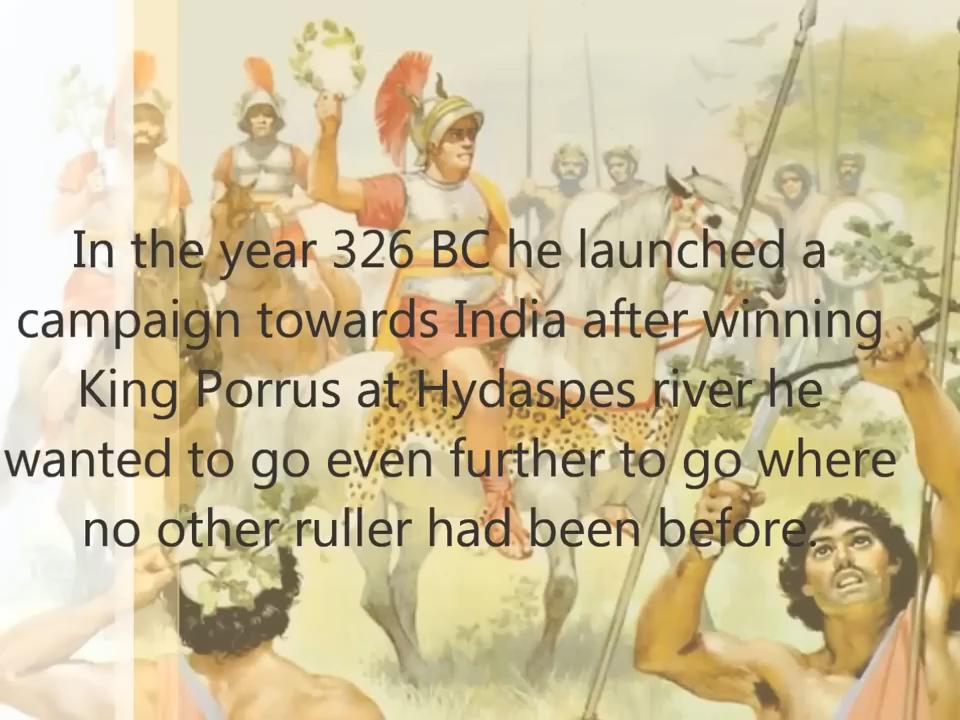 In the year 326 BC he launched a
campaign towards India after winning
King Porrus at Hydaspes river he
wanted to go even further to go where
no other ruller had been before.